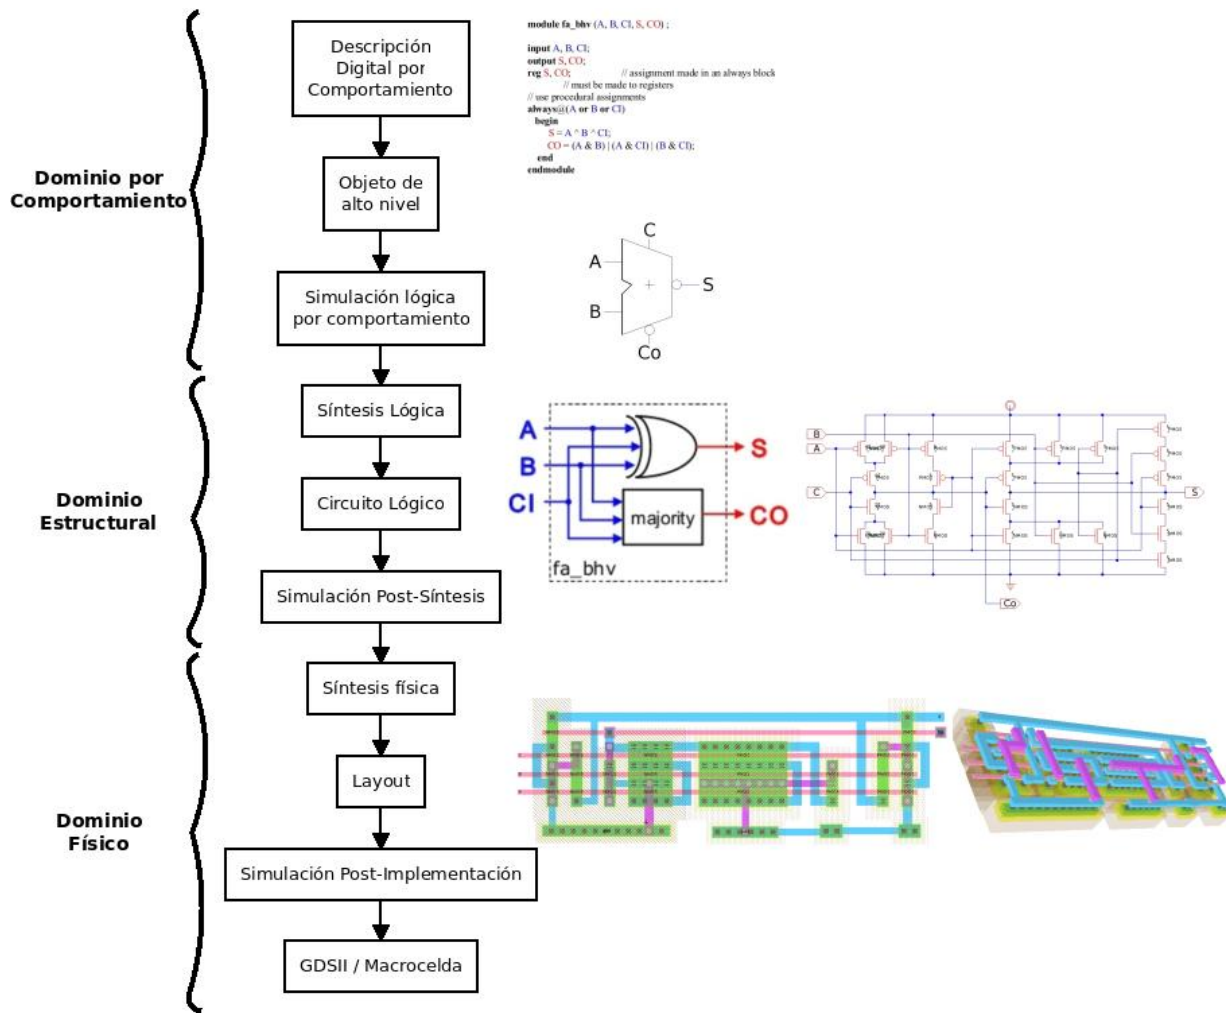 Dominio por
Comportamiento
Descripción
Digital por
Comportamiento
Objeto de
alto nivel
Simulación lógica
por comportamiento
module fa_bhv (A, B, CI, S, CO) ;
input A, B, CI;
output S, CO;
reg S, CO; // assignment made in an always block
// must be made to registers
// use procedural assignments
always@(A or B or CI)
begin
S = A ^ B ^ CI;
CO = (A & B) | (A & CI) | (B & CI);
end
endmodule
C
A
+
S
B
Co
Dominio
Estructural
Síntesis Lógica
Circuito Lógico
Simulación Post-Síntesis
A
B
CI
S
majority
CO
fa_bhv
B
A
C
S
Co
Dominio
Físico
Síntesis física
Layout
Simulación Post-Implementación
GDSII / Macrocelda